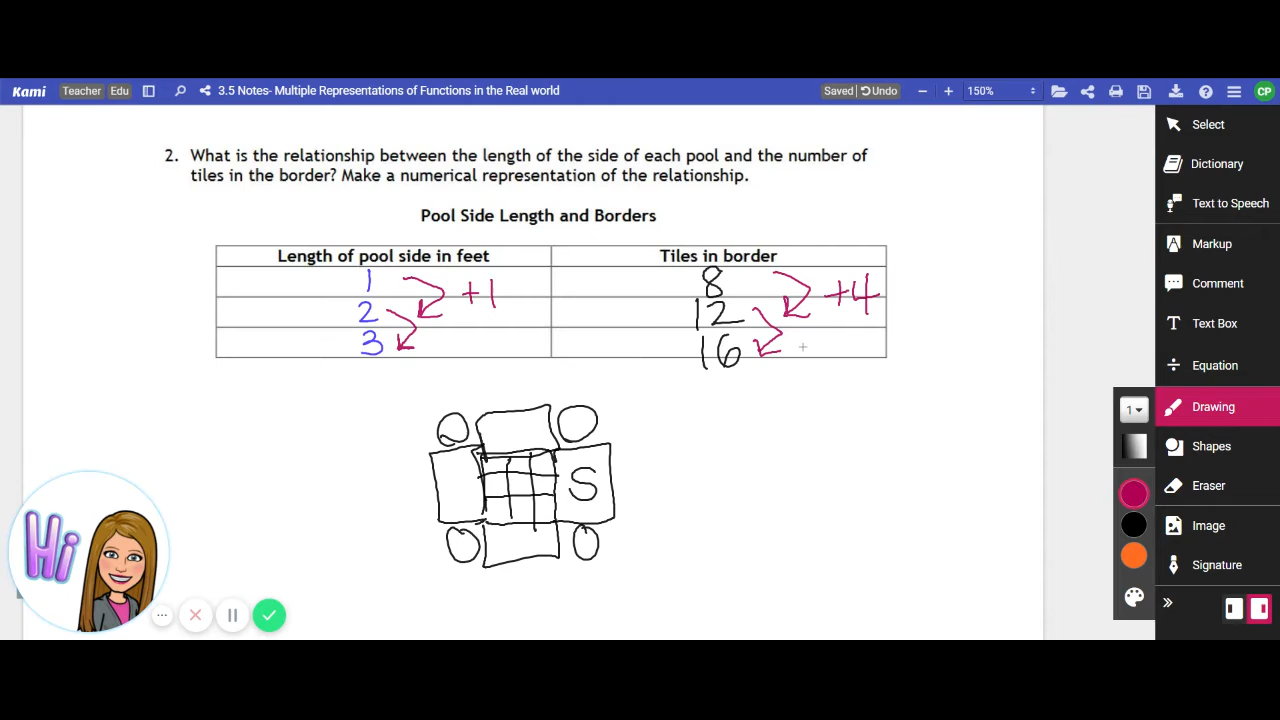 Kami Teacher Edu 3.5 Notes- Multiple Representations of Functions in the Real world Saved Undo 150% CP
2. What is the relationship between the length of the side of each pool and the number of
tiles in the border? Make a numerical representation of the relationship.
Pool Side Length and Borders
Length of pool side in feet Tiles in border
1 +1 8 +4
2 12
3 16
S
Hi
Select
Dictionary
Text to Speech
Markup
Comment
T Text Box
Equation
1 Drawing
Shapes
Eraser
Image
Signature